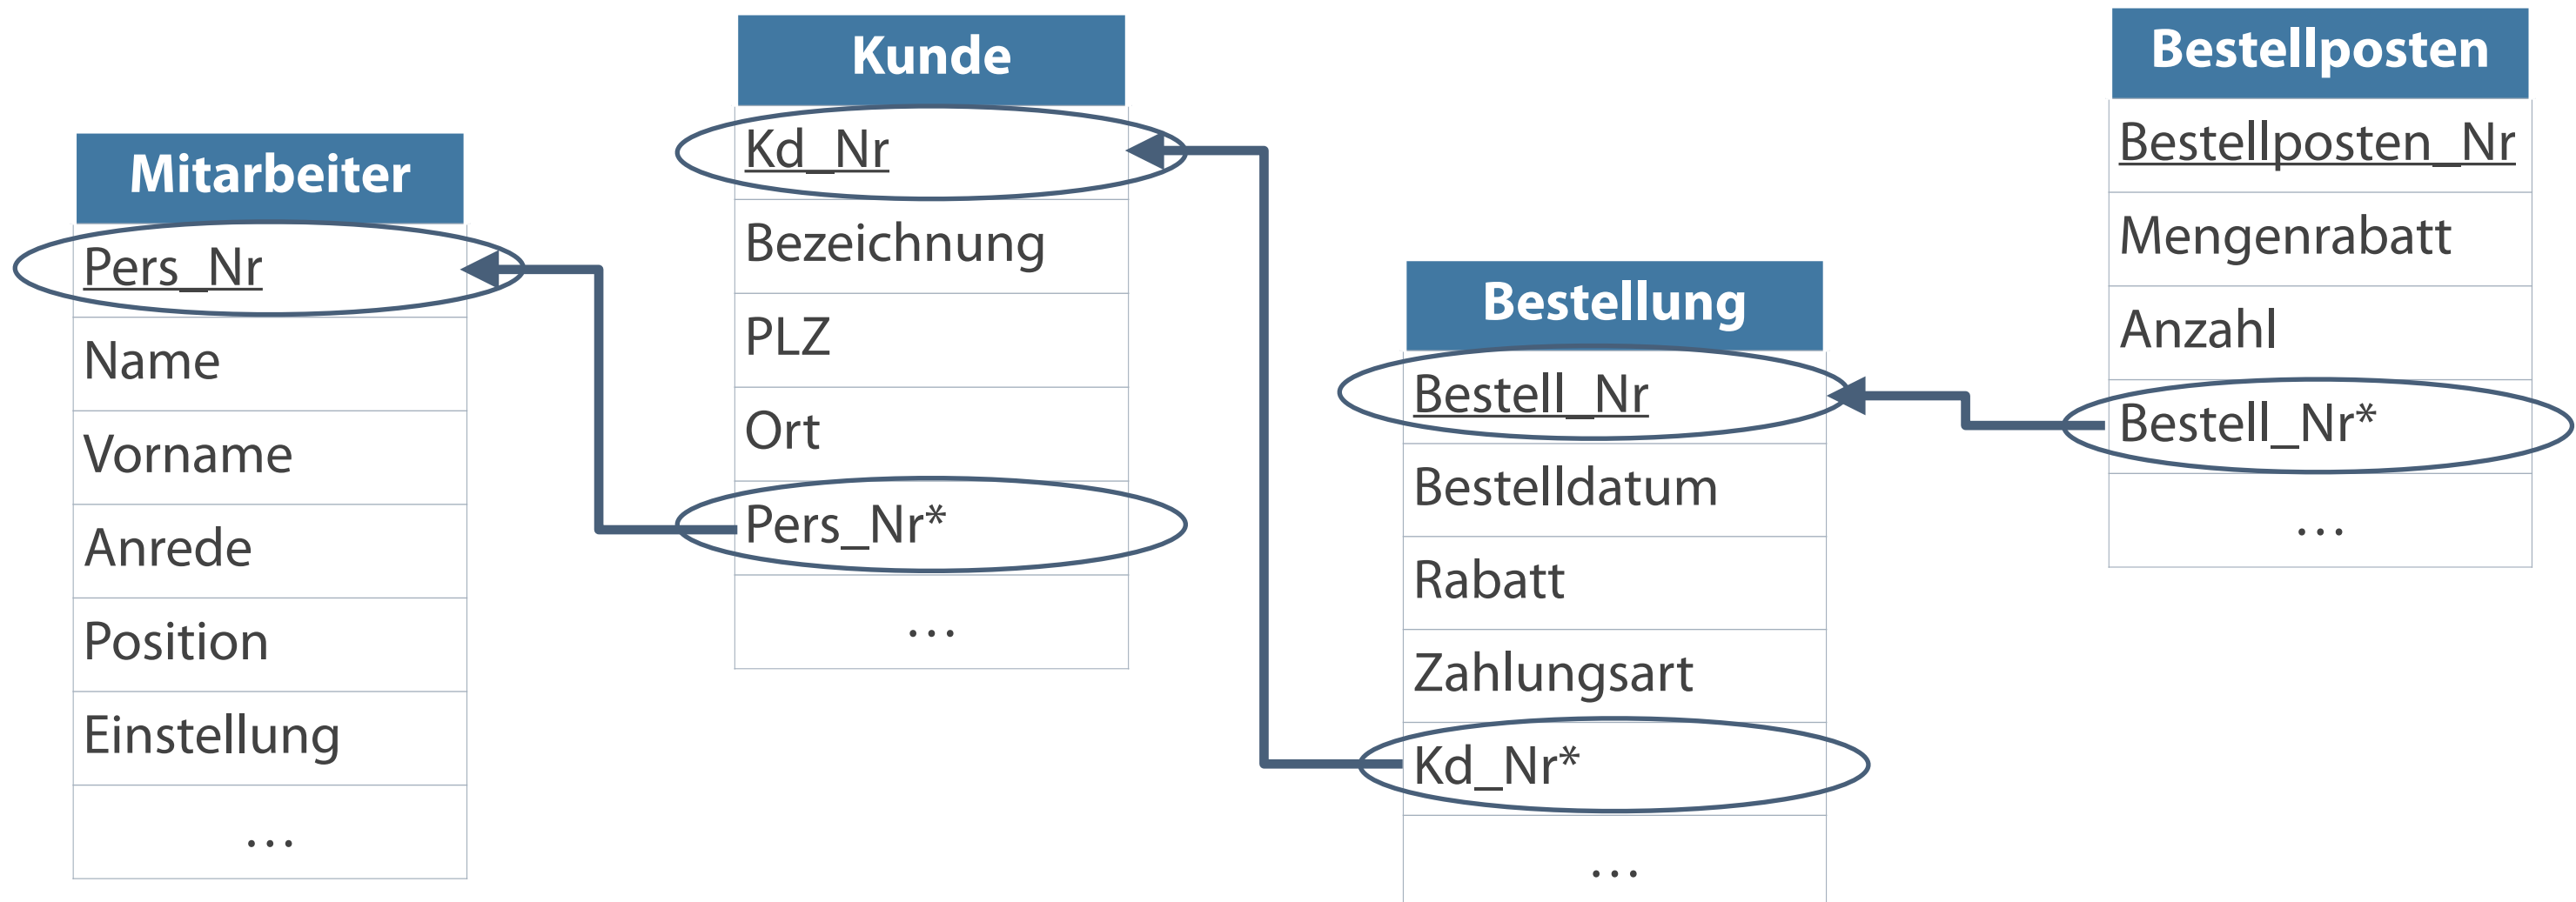 Mitarbeiter
Pers_Nr
Name
Vorname
Anrede
Position
Einstellung
...
Kunde
Kd_Nr
Bezeichnung
PLZ
Ort
Pers_Nr*
...
Bestellung
Bestell_Nr
Bestelldatum
Rabatt
Zahlungsart
Kd_Nr*
...
Bestellposten
Bestellposten_Nr
Mengenrabatt
Anzahl
Bestell_Nr*
...